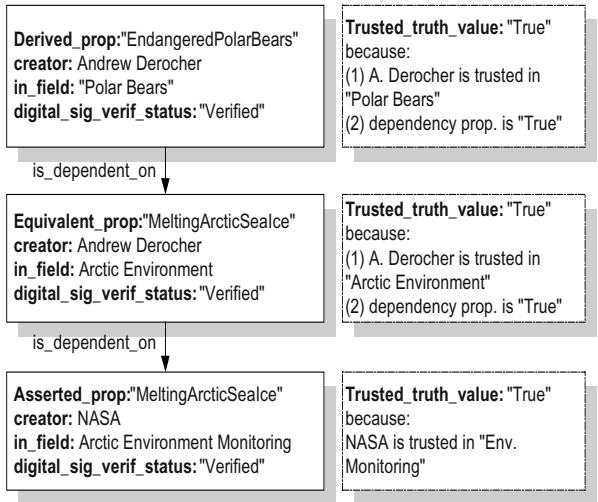 Derived_prop:"EndangeredPolarBears"
creator: Andrew Derocher
in_field: "Polar Bears"
digital_sig_verif_status:"Verified"
Trusted_truth_value: "True"
because:
(1) A. Derocher is trusted in
"Polar Bears"
(2) dependency prop. is "True"
is_dependent_on
Equivalent_prop:"MeltingArcticSeaIce"
creator: Andrew Derocher
in_field: Arctic Environment
digital_sig_verif_status:"Verified"
Trusted_truth_value: "True"
because:
(1) A. Derocher is trusted in
"Arctic Environment"
(2) dependency prop. is "True"
is_dependent_on
Asserted_prop:"MeltingArcticSeaIce"
creator: NASA
in_field: Arctic Environment Monitoring
digital_sig_verif_status:"Verified"
Trusted_truth_value: "True"
because:
NASA is trusted in "Env.
Monitoring"